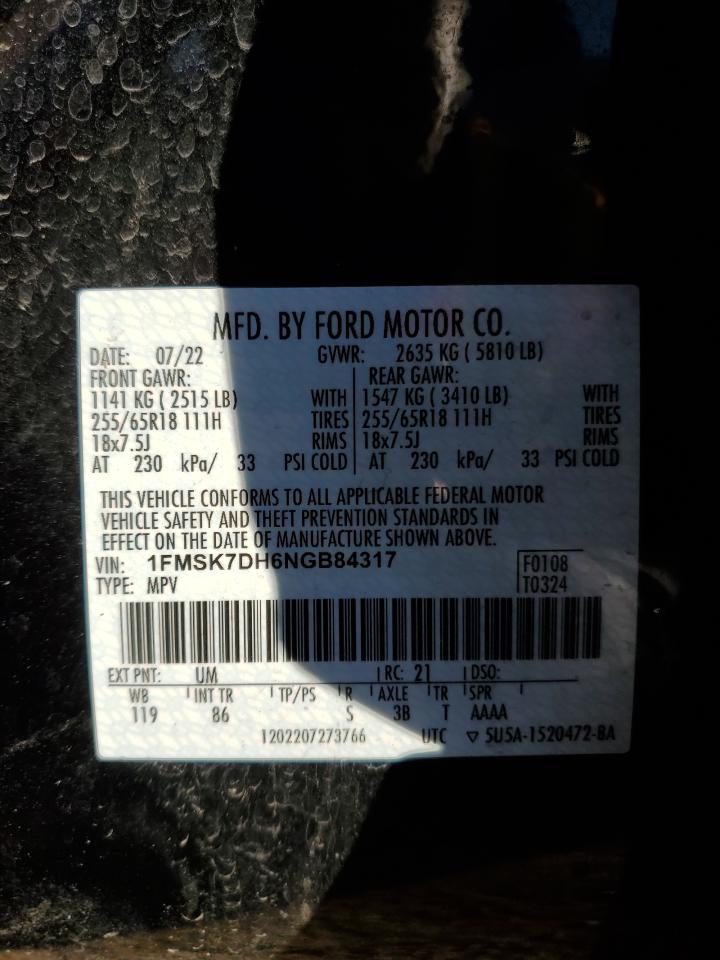 MFD. BY FORD MOTOR CO.
DATE: 07/22 GVWR: 2635 KG ( 5810 LB)
FRONT GAWR: REAR GAWR:
1141 KG ( 2515 LB) WITH 1547 KG ( 3410 LB) WITH
255/65R18 111H TIRES 255/65R18 111H TIRES
18x7.5J RIMS 18x7.5J RIMS
AT 230 kPa/ 33 PSI COLD AT 230 kPa/ 33 PSI COLD
THIS VEHICLE CONFORMS TO ALL APPLICABLE FEDERAL MOTOR
VEHICLE SAFETY AND THEFT PREVENTION STANDARDS IN
EFFECT ON THE DATE OF MANUFACTURE SHOWN ABOVE.
VIN: 1FMSK7DH6NGB84317 F0108
TYPE: MPV T0324
EXT PNT: UM RC: 21 DSO:
WB INT TR TP/PS R AXLE TR SPR
119 86 S 3B T AAAA
1202207273766 UTC ▽ 5U5A-1520472-BA